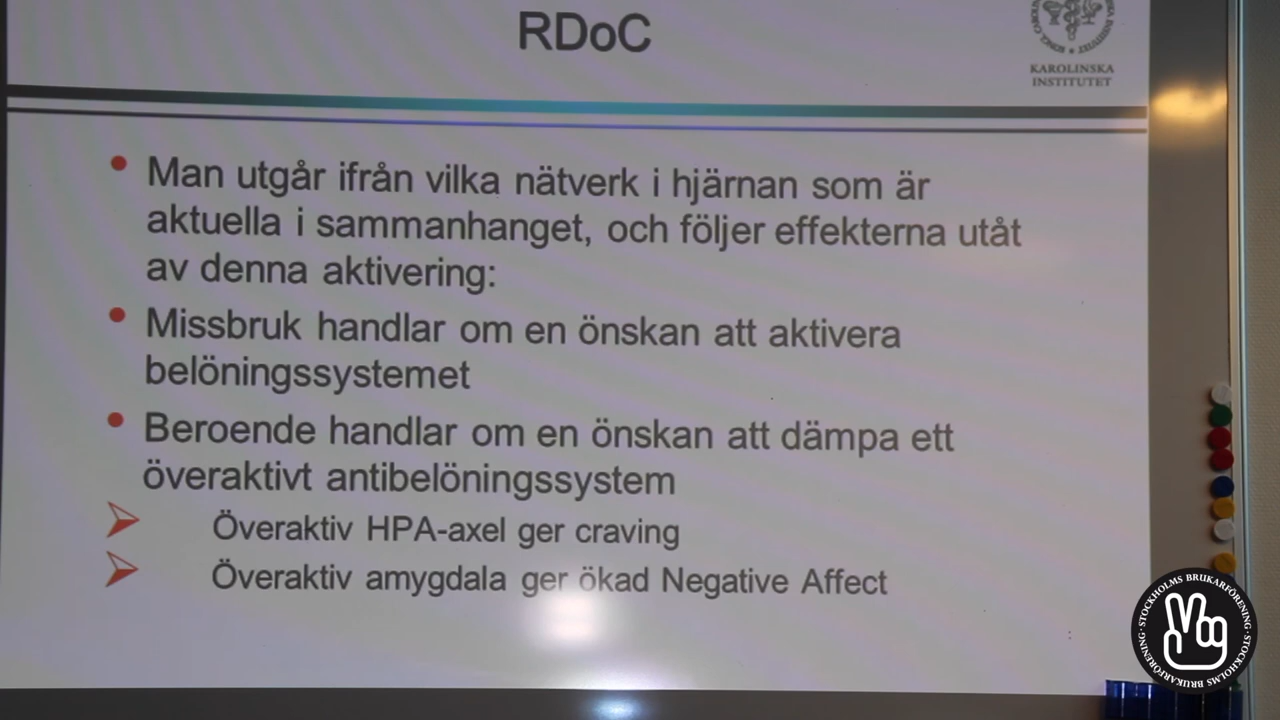 RDoC
KAROLINSKA
INSTITUTET
Man utgår ifrån vilka nätverk i hjärnan som är
aktuella i sammanhanget, och följer effekterna utåt
av denna aktivering:
Missbruk handlar om en önskan att aktivera
belöningssystemet
Beroende handlar om en önskan att dämpa ett
överaktivt antibelöningssystem
Överaktiv HPA-axel ger craving
Överaktiv amygdala ger ökad Negative Affect
STOCKHOLMS BRUKARFÖRENING · STOCKHOLMS BRUKARFÖRENING ·